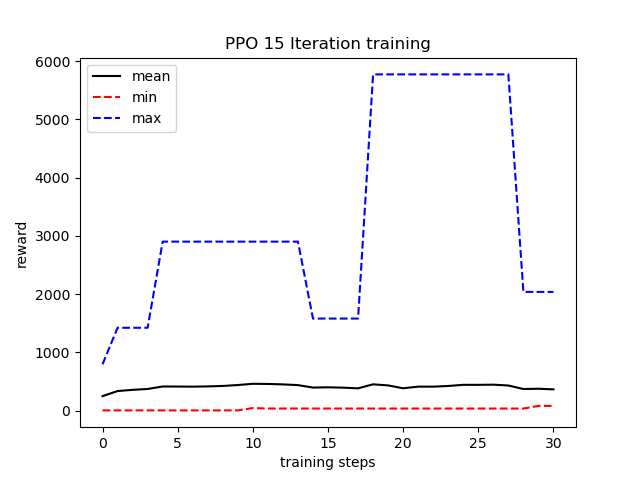 PPO 15 Iteration training
6000
5000
4000
3000
2000
1000
0
reward
mean
min
max
0 5 10 15 20 25 30
training steps